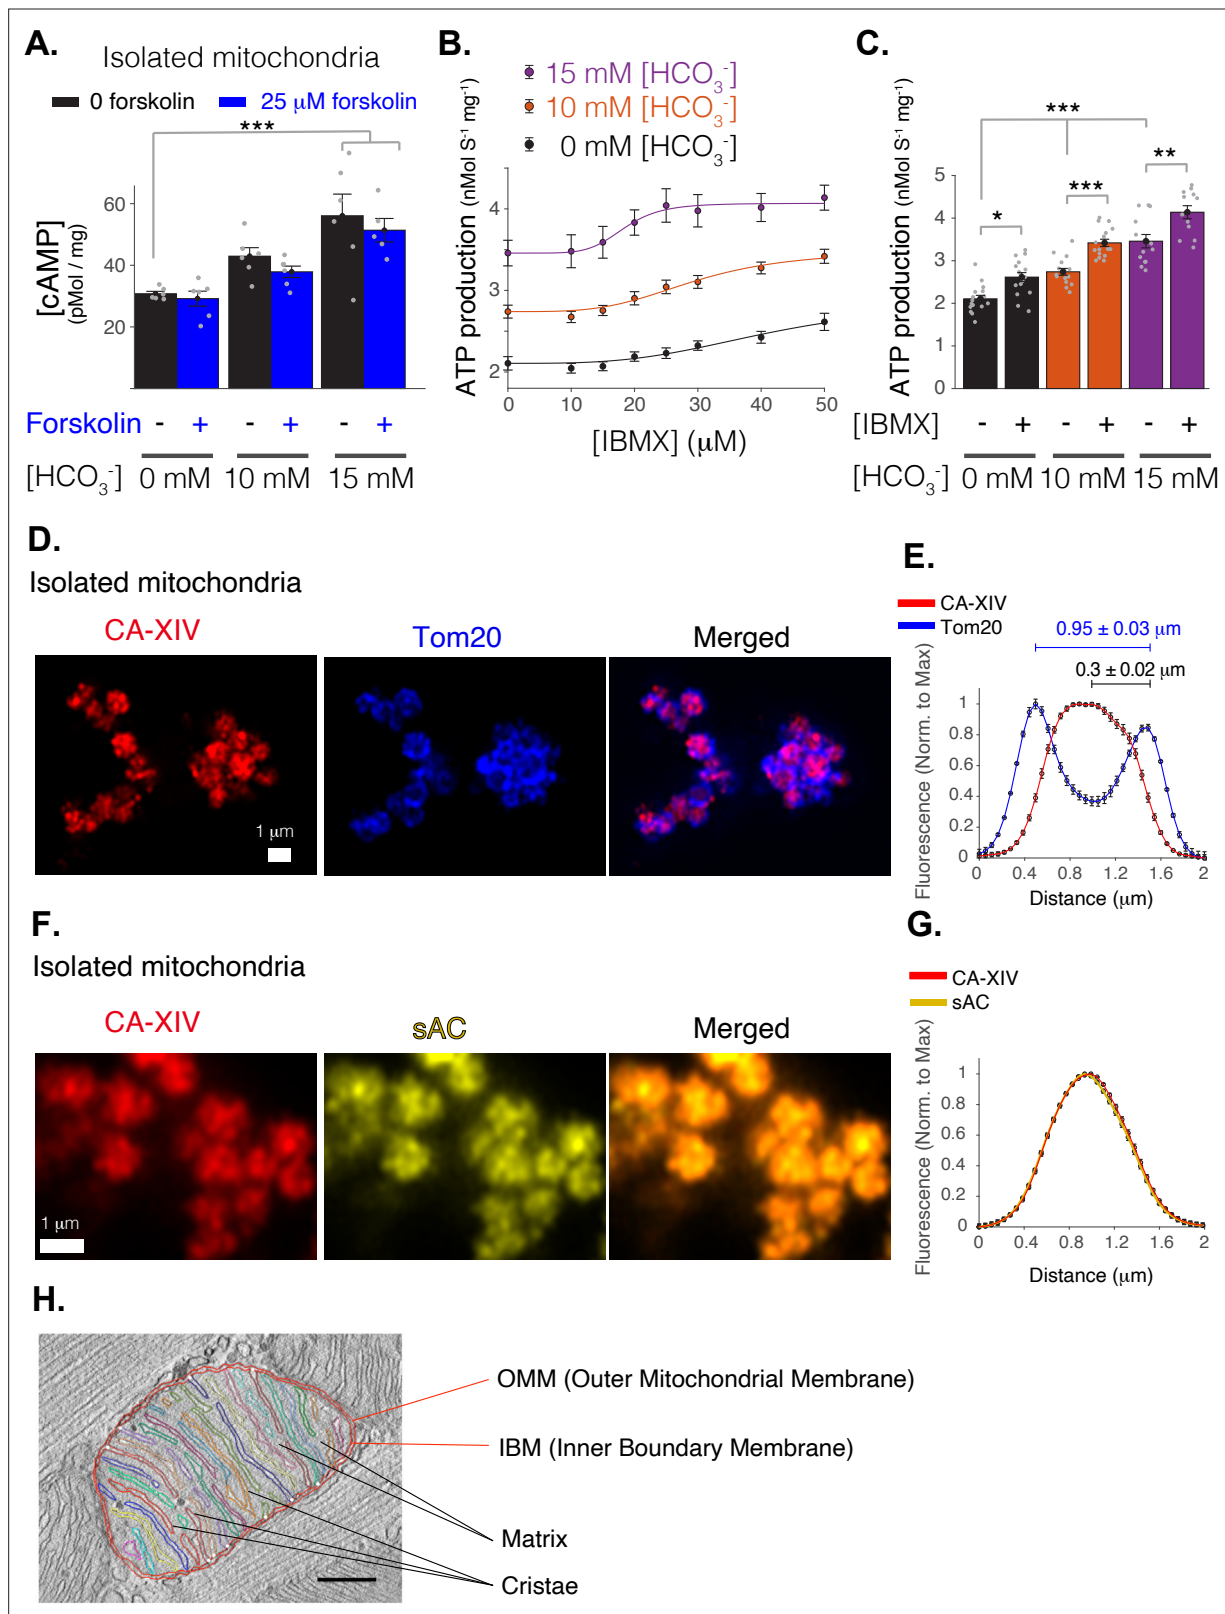 A.
Isolated mitochondria
0 forskolin 25 μM forskolin
***
[cAMP]
(pMol / mg)
60
40
20
Forskolin - + - + - +
[HCO₃⁻] 0 mM 10 mM 15 mM
B.
15 mM [HCO₃⁻]
10 mM [HCO₃⁻]
0 mM [HCO₃⁻]
ATP production (nMol S⁻¹ mg⁻¹)
4
3
2
0 10 20 30 40 50
[IBMX] (μM)
C.
***
* *** **
ATP production (nMol S⁻¹ mg⁻¹)
5
4
3
2
1
0
[IBMX] - + - + - +
[HCO₃⁻] 0 mM 10 mM 15 mM
D.
Isolated mitochondria
CA-XIV Tom20 Merged
1 μm
E.
CA-XIV
Tom20
0.95 ± 0.03 μm
0.3 ± 0.02 μm
Fluorescence (Norm. to Max)
1
0.8
0.6
0.4
0.2
0
0 0.4 0.8 1.2 1.6 2
Distance (μm)
F.
Isolated mitochondria
CA-XIV sAC Merged
1 μm
G.
CA-XIV
sAC
Fluorescence (Norm. to Max)
1
0.8
0.6
0.4
0.2
0
0 0.4 0.8 1.2 1.6 2
Distance (μm)
H.
OMM (Outer Mitochondrial Membrane)
IBM (Inner Boundary Membrane)
Matrix
Cristae